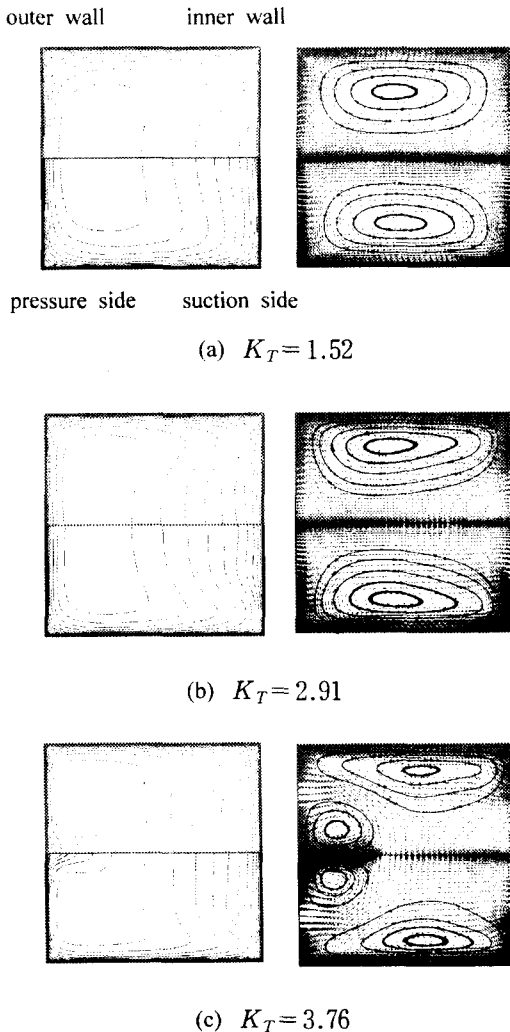 outer wall inner wall
pressure side suction side
(a) K_T = 1.52
(b) K_T = 2.91
(c) K_T = 3.76